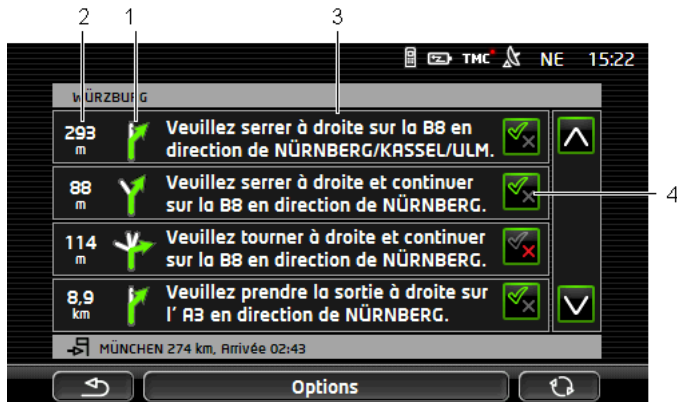 2 1 3
TMC NE 15:22
WÜRZBURG
293 m
Veuillez serrer à droite sur la B8 en
direction de NÜRNBERG/KASSEL/ULM.
88 m
Veuillez serrer à droite et continuer
sur la B8 en direction de NÜRNBERG.
4
114 m
Veuillez tourner à droite et continuer
sur la B8 en direction de NÜRNBERG.
8,9 km
Veuillez prendre la sortie à droite sur
l' A3 en direction de NÜRNBERG.
MÜNCHEN 274 km, Arrivée 02:43
Options